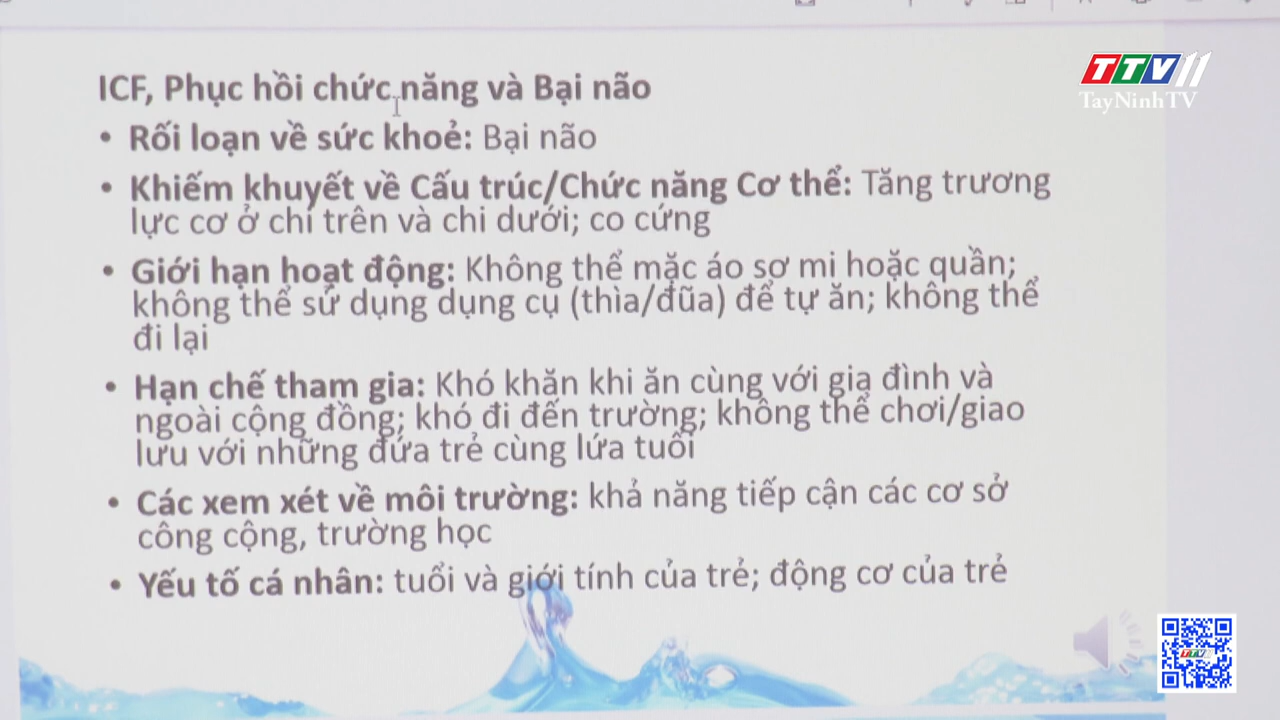 ICF, Phục hồi chức năng và Bại não
• Rối loạn về sức khoẻ: Bại não
• Khiếm khuyết về Cấu trúc/Chức năng Cơ thể: Tăng trương
lực cơ ở chi trên và chi dưới; co cứng
• Giới hạn hoạt động: Không thể mặc áo sơ mi hoặc quần;
không thể sử dụng dụng cụ (thìa/đũa) để tự ăn; không thể
đi lại
• Hạn chế tham gia: Khó khăn khi ăn cùng với gia đình và
ngoài cộng đồng; khó đi đến trường; không thể chơi/giao
lưu với những đứa trẻ cùng lứa tuổi
• Các xem xét về môi trường: khả năng tiếp cận các cơ sở
công cộng, trường học
• Yếu tố cá nhân: tuổi và giới tính của trẻ; động cơ của trẻ
TTV11
TayNinhTV
TTV11